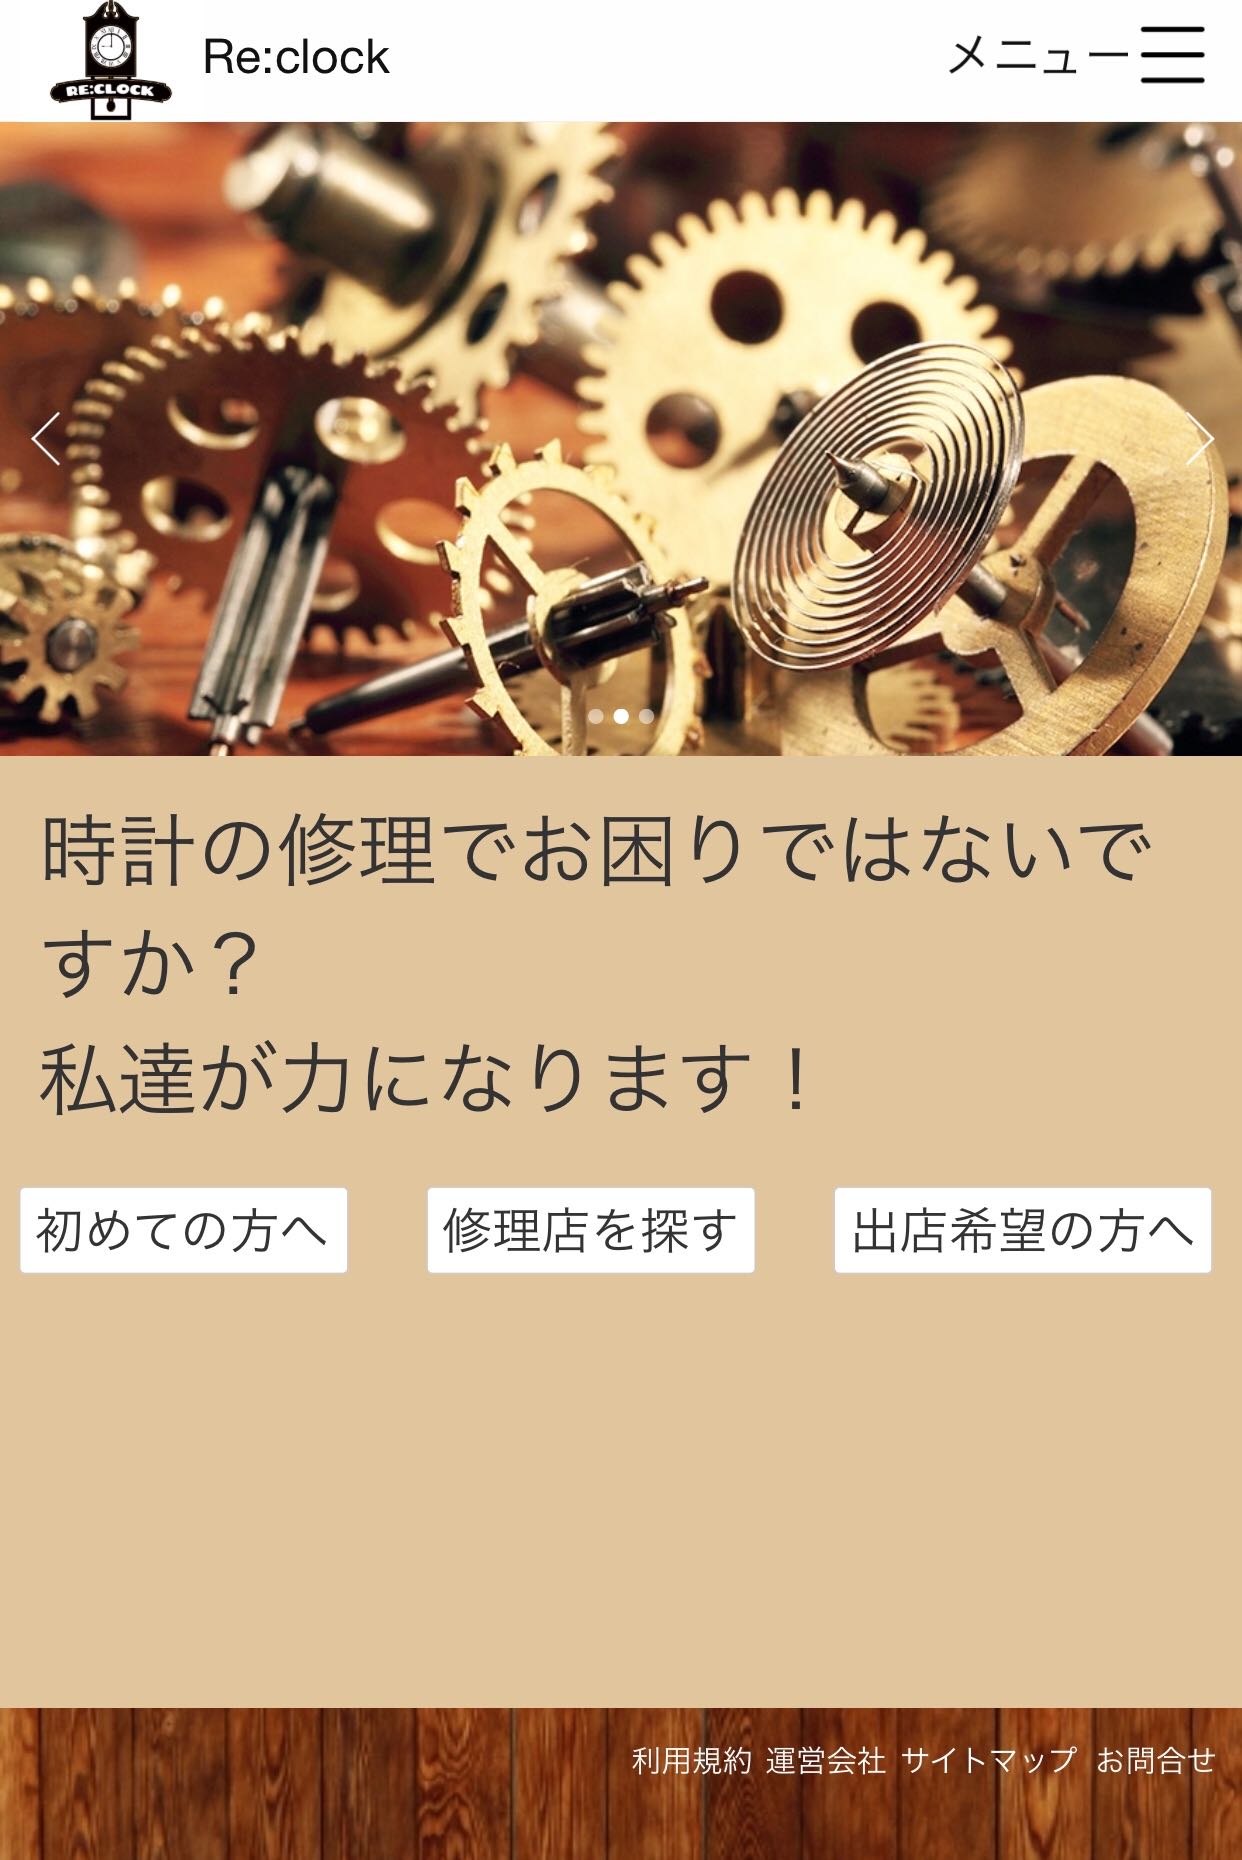 RE:CLOCK
Re:clock
メニュー
時計の修理でお困りではないで
すか？
私達が力になります！
初めての方へ
修理店を探す
出店希望の方へ
利用規約 運営会社 サイトマップ お問合せ